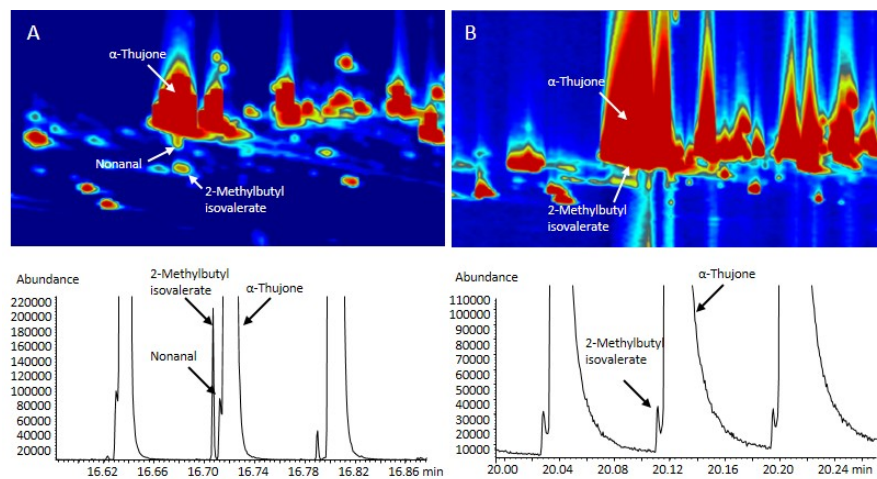 A
α-Thujone
Nonanal
2-Methylbutyl
isovalerate
B
α-Thujone
2-Methylbutyl
isovalerate
Abundance
220000
200000
180000
160000
140000
120000
100000
80000
60000
40000
20000
2-Methylbutyl
isovalerate
α-Thujone
Nonanal
16.62 16.66 16.70 16.74 16.78 16.82 16.86 min
Abundance
110000
100000
90000
80000
70000
60000
50000
40000
30000
20000
10000
α-Thujone
2-Methylbutyl
isovalerate
20.00 20.04 20.08 20.12 20.16 20.20 20.24 min